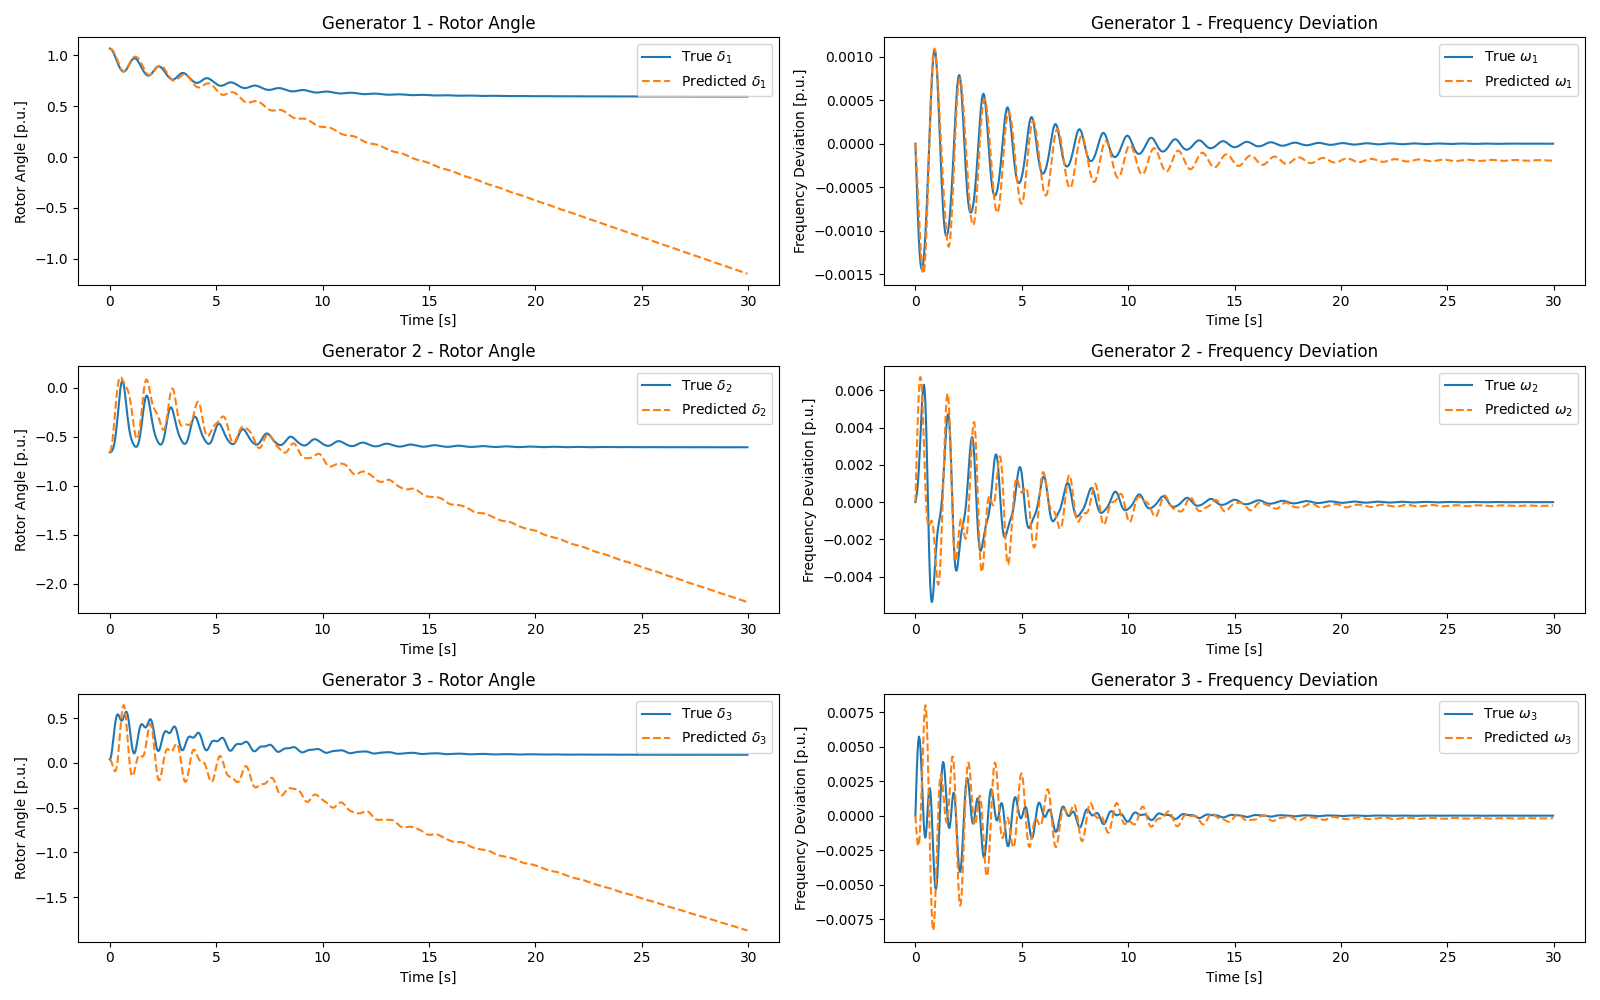 Generator 1 - Rotor Angle
Rotor Angle [p.u.]
1.0
0.5
0.0
−0.5
−1.0
True δ1
Predicted δ1
0 5 10 15 20 25 30
Time [s]
Generator 1 - Frequency Deviation
Frequency Deviation [p.u.]
0.0010
0.0005
0.0000
−0.0005
−0.0010
−0.0015
True ω1
Predicted ω1
0 5 10 15 20 25 30
Time [s]
Generator 2 - Rotor Angle
Rotor Angle [p.u.]
0.0
−0.5
−1.0
−1.5
−2.0
True δ2
Predicted δ2
0 5 10 15 20 25 30
Time [s]
Generator 2 - Frequency Deviation
Frequency Deviation [p.u.]
0.006
0.004
0.002
0.000
−0.002
−0.004
True ω2
Predicted ω2
0 5 10 15 20 25 30
Time [s]
Generator 3 - Rotor Angle
Rotor Angle [p.u.]
0.5
0.0
−0.5
−1.0
−1.5
True δ3
Predicted δ3
0 5 10 15 20 25 30
Time [s]
Generator 3 - Frequency Deviation
Frequency Deviation [p.u.]
0.0075
0.0050
0.0025
0.0000
−0.0025
−0.0050
−0.0075
True ω3
Predicted ω3
0 5 10 15 20 25 30
Time [s]